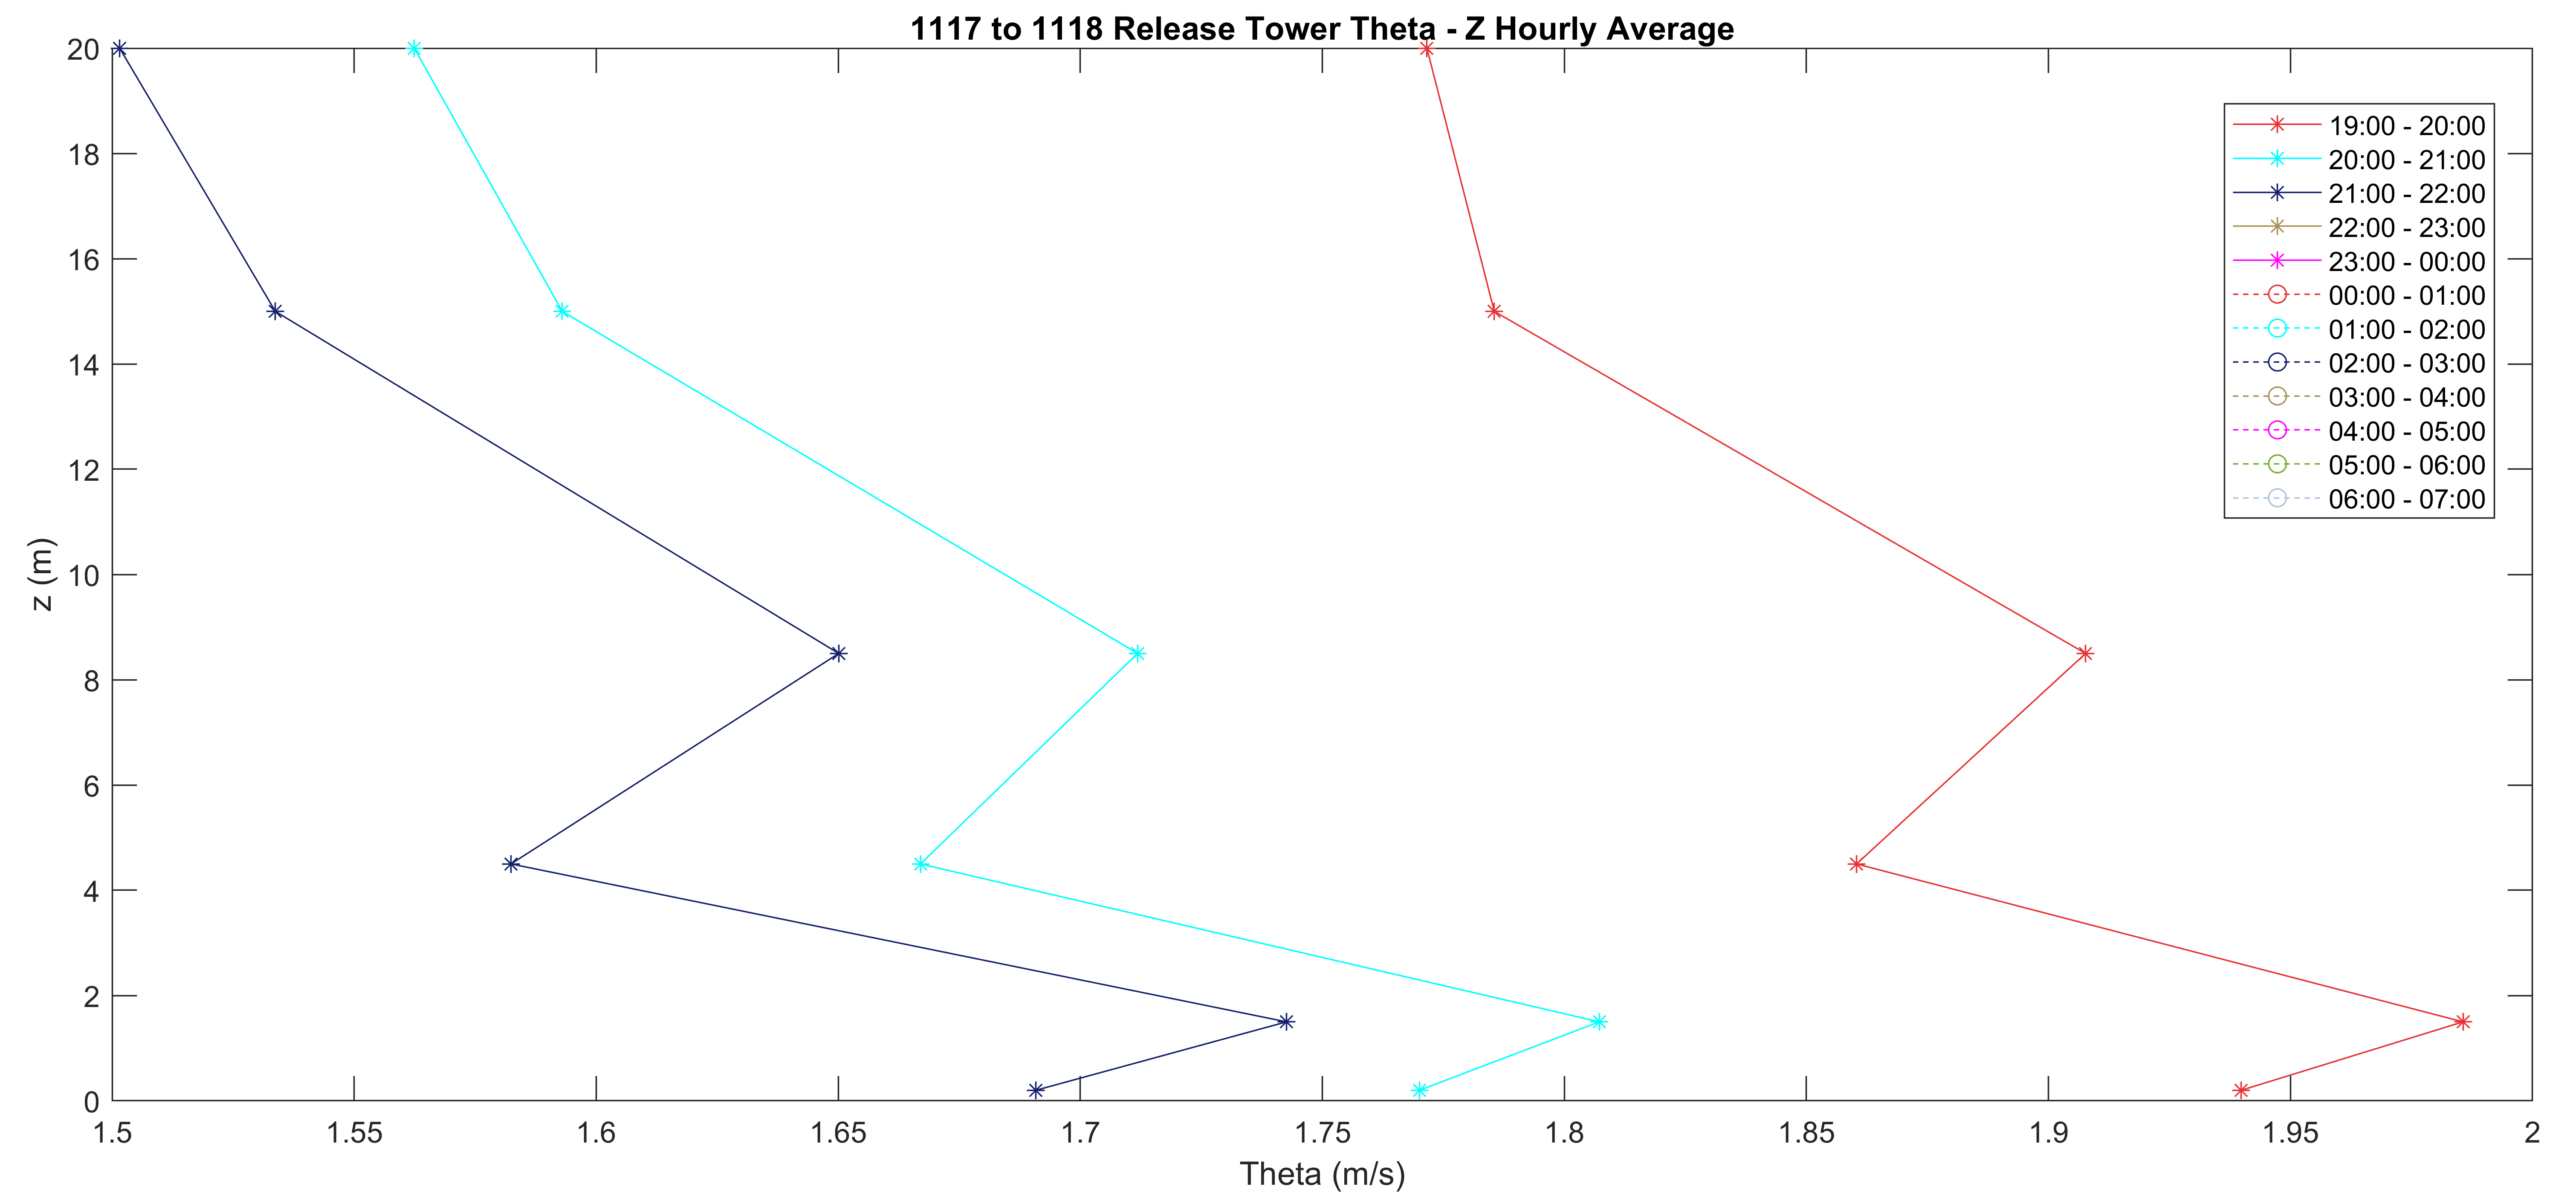 1117 to 1118 Release Tower Theta - Z Hourly Average
20
18
16
14
12
10
8
6
4
2
0
z (m)
1.5 1.55 1.6 1.65 1.7 1.75 1.8 1.85 1.9 1.95 2
Theta (m/s)
19:00 - 20:00
20:00 - 21:00
21:00 - 22:00
22:00 - 23:00
23:00 - 00:00
00:00 - 01:00
01:00 - 02:00
02:00 - 03:00
03:00 - 04:00
04:00 - 05:00
05:00 - 06:00
06:00 - 07:00